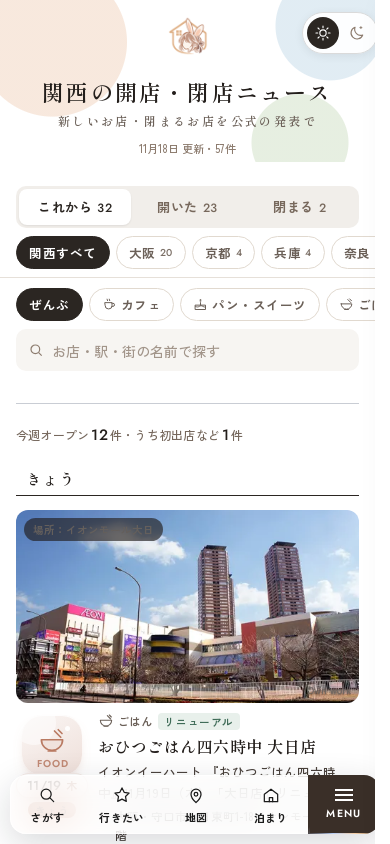 関西の開店・閉店ニュース
新しいお店・閉まるお店を公式の発表で
11月18日 更新・57件
これから 32 開いた 23 閉まる 2
関西すべて 大阪 20 京都 4 兵庫 4 奈良
ぜんぶ カフェ パン・スイーツ ごは
お店・駅・街の名前で探す
今週オープン12件・うち初出店など1件
きょう
場所：イオン 大日
AEON
ごはん リニューアル
FOOD
おひつごはん四六時中 大日店
イオンイーハート 『おひつごはん四六時
11/19 木
階
さがす 行きたい 地図 泊まり MENU